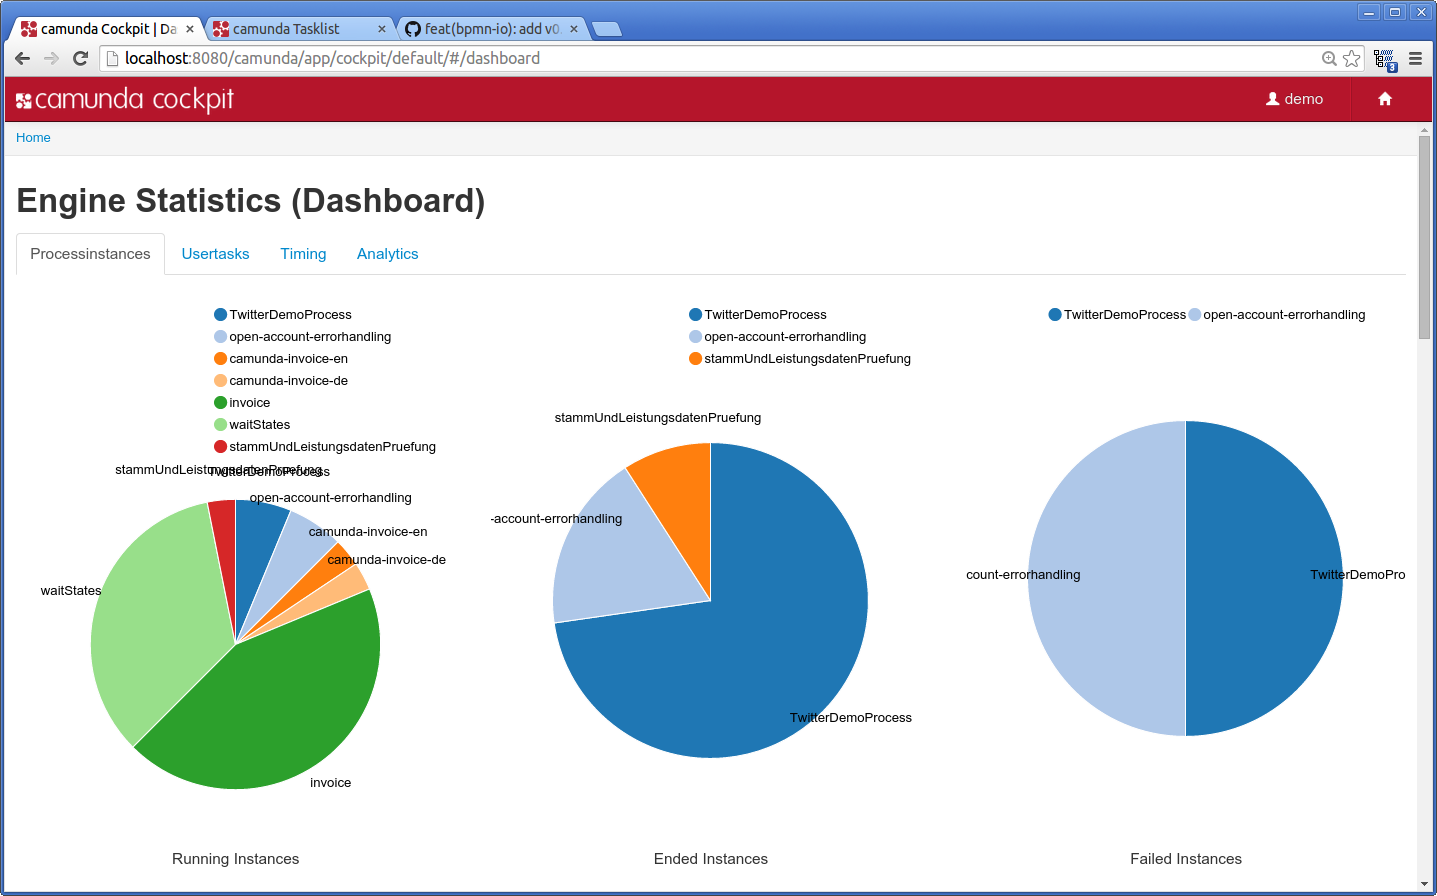 camunda Cockpit | Da
camunda Tasklist
feat(bpmn-io): add v0.
localhost:8080/camunda/app/cockpit/default/#/dashboard
3
camunda cockpit
demo
Home
Engine Statistics (Dashboard)
Processinstances
Usertasks
Timing
Analytics
TwitterDemoProcess
open-account-errorhandling
camunda-invoice-en
camunda-invoice-de
invoice
waitStates
stammUndLeistungsdatenPruefung
stammUndLeistungsdatenPruefung
TwitterDemoProcess
open-account-errorhandling
camunda-invoice-en
camunda-invoice-de
waitStates
invoice
Running Instances
TwitterDemoProcess
open-account-errorhandling
stammUndLeistungsdatenPruefung
stammUndLeistungsdatenPruefung
-account-errorhandling
TwitterDemoProcess
Ended Instances
TwitterDemoProcess
open-account-errorhandling
count-errorhandling
TwitterDemoPro
Failed Instances